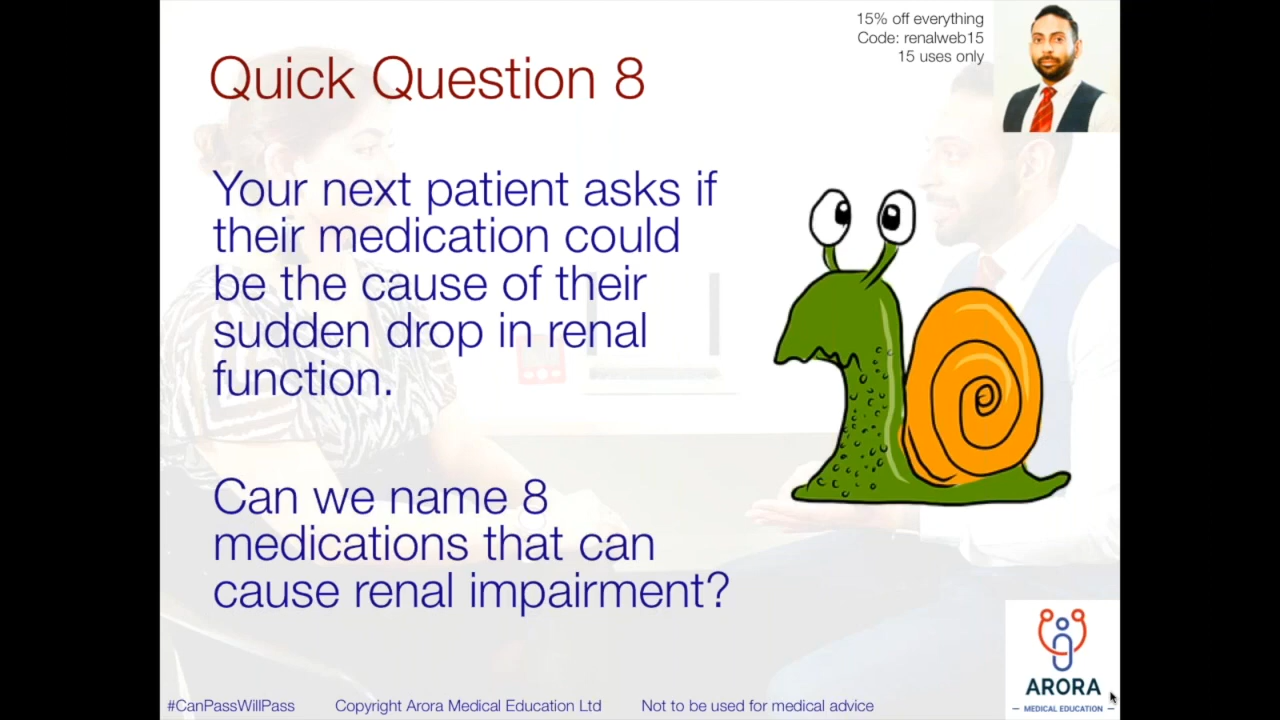 15% off everything
Code: renalweb15
15 uses only
Quick Question 8
Your next patient asks if
their medication could
be the cause of their
sudden drop in renal
function.
Can we name 8
medications that can
cause renal impairment?
ARORA
MEDICAL EDUCATION
#CanPassWillPass Copyright Arora Medical Education Ltd Not to be used for medical advice